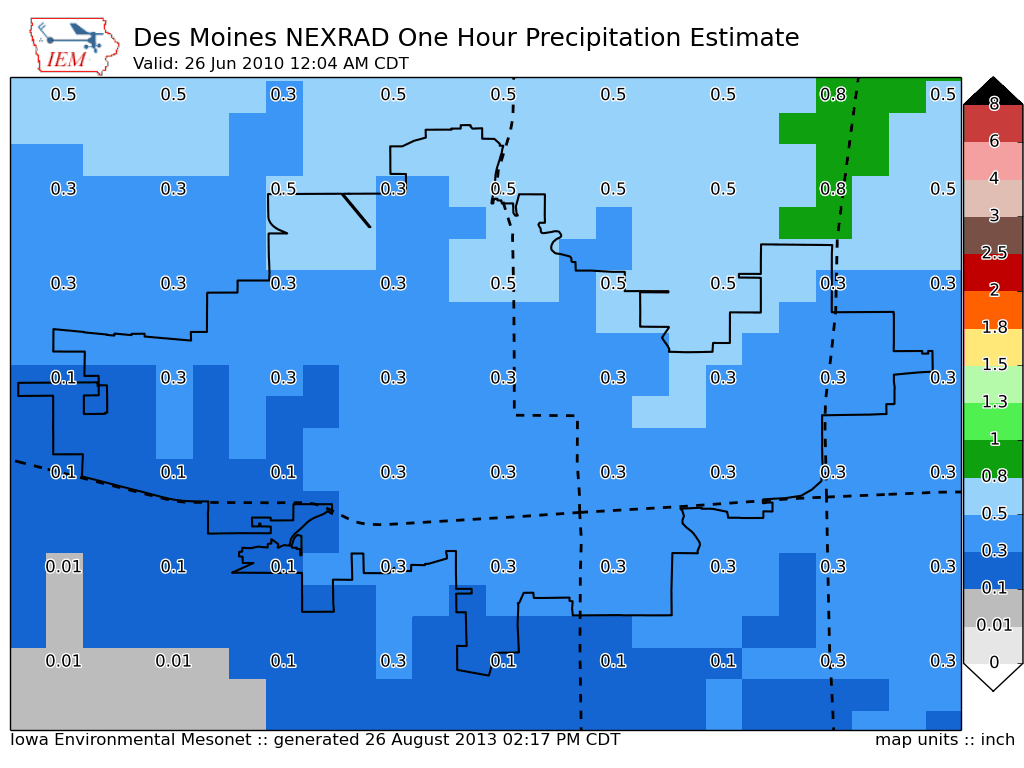 IEM
Des Moines NEXRAD One Hour Precipitation Estimate
Valid: 26 Jun 2010 12:04 AM CDT
0.5 0.5 0.3 0.5 0.5 0.5 0.5 0.8 0.5
0.3 0.3 0.5 0.3 0.5 0.5 0.5 0.8 0.5
0.3 0.3 0.3 0.3 0.5 0.5 0.5 0.3 0.3
0.1 0.3 0.3 0.3 0.3 0.3 0.3 0.3 0.3
0.1 0.1 0.1 0.3 0.3 0.3 0.3 0.3 0.3
0.01 0.1 0.1 0.3 0.3 0.3 0.3 0.3 0.3
0.01 0.01 0.1 0.3 0.1 0.1 0.1 0.3 0.3
8
6
4
3
2.5
2
1.8
1.5
1.3
1
0.8
0.5
0.3
0.1
0.01
0
Iowa Environmental Mesonet :: generated 26 August 2013 02:17 PM CDT
map units :: inch